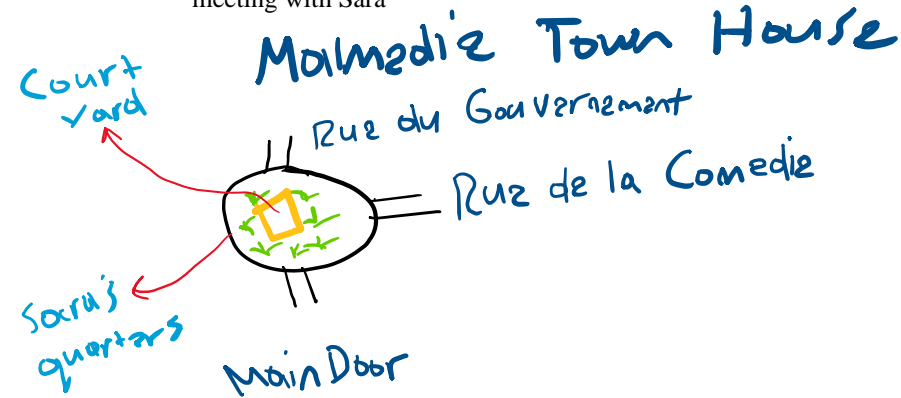 meeting with Sara
Malmedie Town House
Court
yard
Rue du Gouvernement
Rue de la Comedie
Sara's
quarters
Main Door